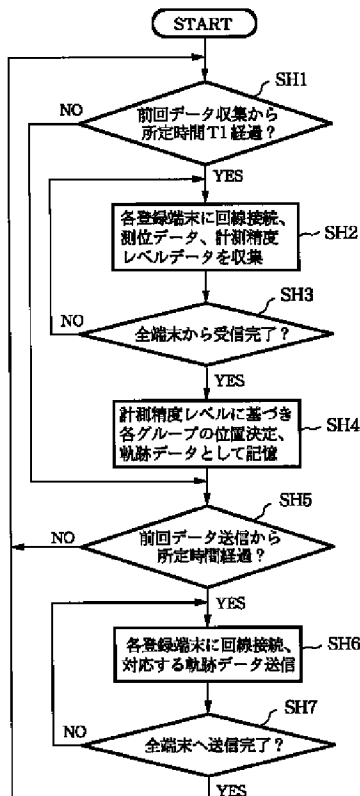 START
SH1
前回データ収集から
所定時間T1経過?
NO
YES
各登録端末に回線接続、
測位データ、計測精度
レベルデータを収集
SH2
SH3
全端末から受信完了?
NO
YES
計測精度レベルに基づき
各グループの位置決定、
軌跡データとして記憶
SH4
SH5
前回データ送信から
所定時間経過?
NO
YES
各登録端末に回線接続、
対応する軌跡データ送信
SH6
SH7
全端末へ送信完了?
NO
YES